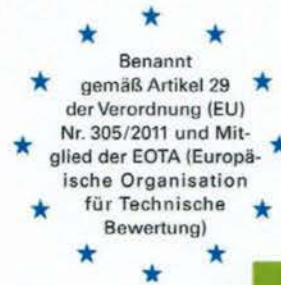 Benannt
gemäß Artikel 29
der Verordnung (EU)
Nr. 305/2011 und Mit-
glied der EOTA (Europä-
ische Organisation
für Technische
Bewertung)